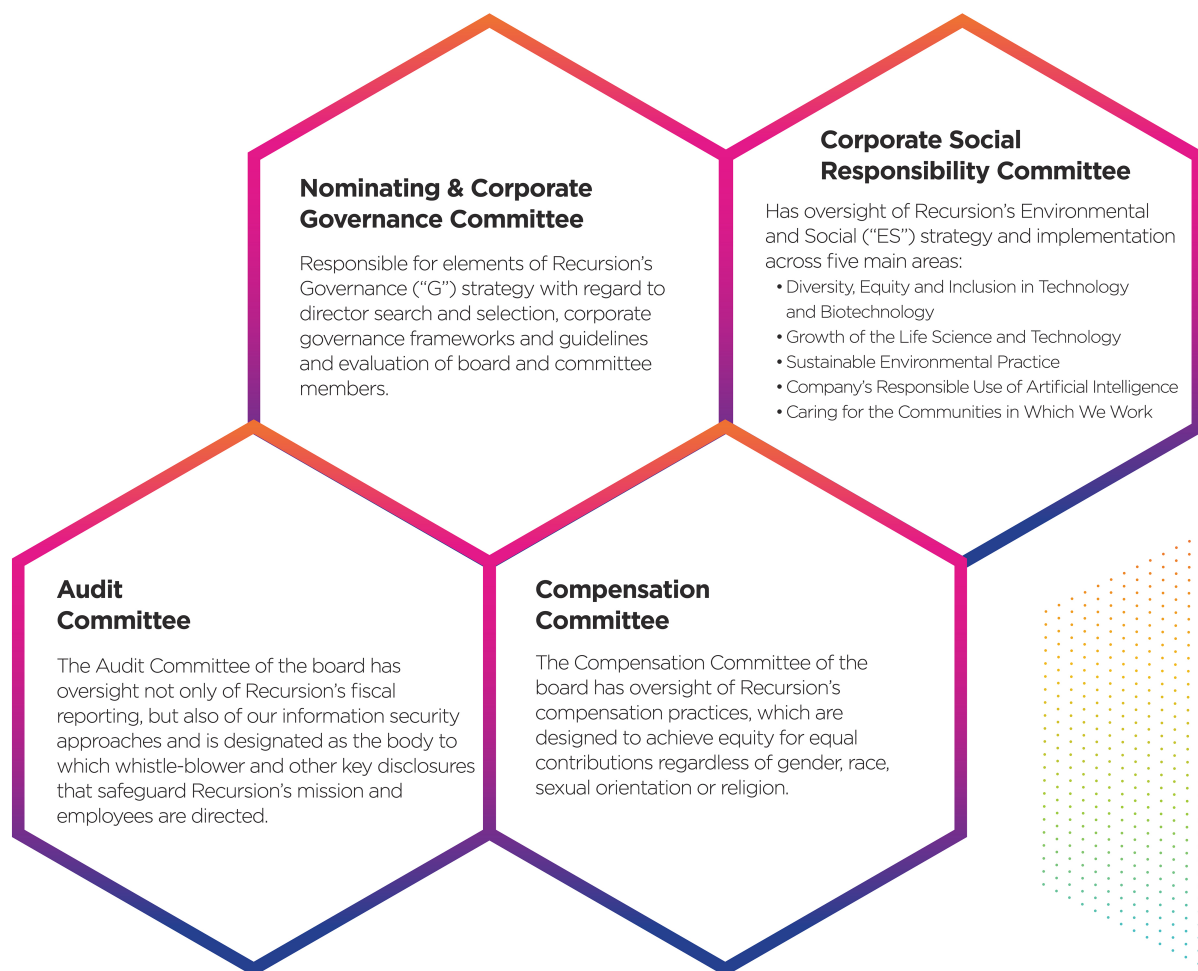 Nominating & Corporate
Governance Committee
Responsible for elements of Recursion’s
Governance (“G”) strategy with regard to
director search and selection, corporate
governance frameworks and guidelines
and evaluation of board and committee
members.
Corporate Social
Responsibility Committee
Has oversight of Recursion’s Environmental
and Social (“ES”) strategy and implementation
across five main areas:
• Diversity, Equity and Inclusion in Technology
and Biotechnology
• Growth of the Life Science and Technology
• Sustainable Environmental Practice
• Company’s Responsible Use of Artificial Intelligence
• Caring for the Communities in Which We Work
Audit
Committee
The Audit Committee of the board has
oversight not only of Recursion’s fiscal
reporting, but also of our information security
approaches and is designated as the body to
which whistle-blower and other key disclosures
that safeguard Recursion’s mission and
employees are directed.
Compensation
Committee
The Compensation Committee of the
board has oversight of Recursion’s
compensation practices, which are
designed to achieve equity for equal
contributions regardless of gender, race,
sexual orientation or religion.